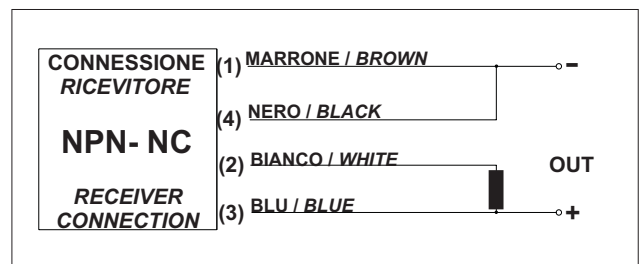 CONNESSIONE
RICEVITORE
NPN- NC
RECEIVER
CONNECTION
(1) MARRONE / BROWN
(4) NERO / BLACK
(2) BIANCO / WHITE
(3) BLU / BLUE
-
OUT
+